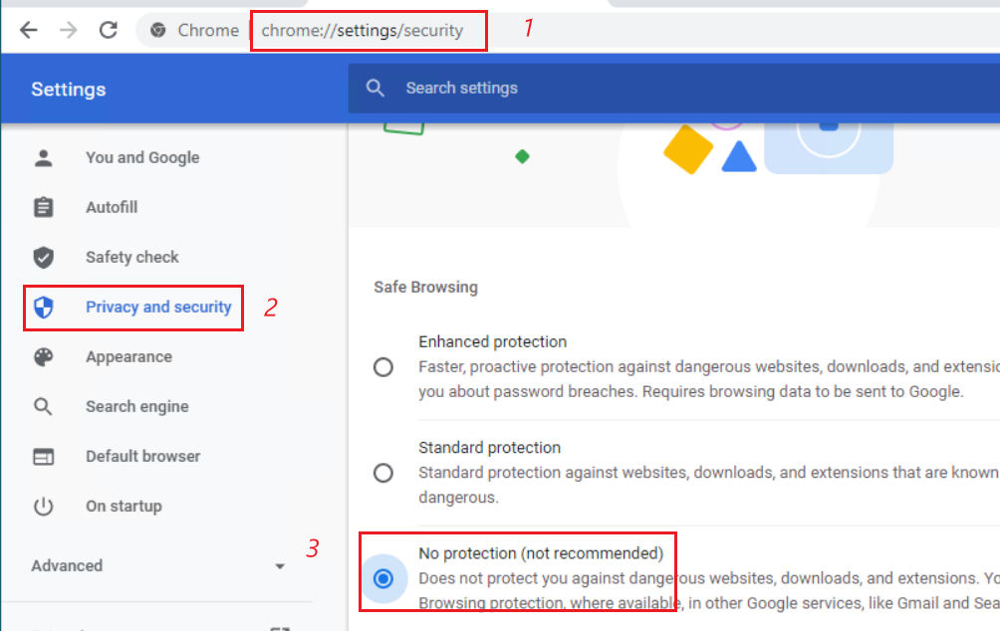 Chrome | chrome://settings/security 1
Settings
Search settings
You and Google
Autofill
Safety check
Privacy and security 2
Appearance
Search engine
Default browser
On startup
Advanced
3
Safe Browsing
Enhanced protection
Faster, proactive protection against dangerous websites, downloads, and
you about password breaches. Requires browsing data to be sent to Google.
Standard protection
Standard protection against websites, downloads, and extensions that are known
dangerous.
No protection (not recommended)
Does not protect you against dangerous websites, downloads, and extensions.
Browsing protection, where available, in other Google services, like Gmail and